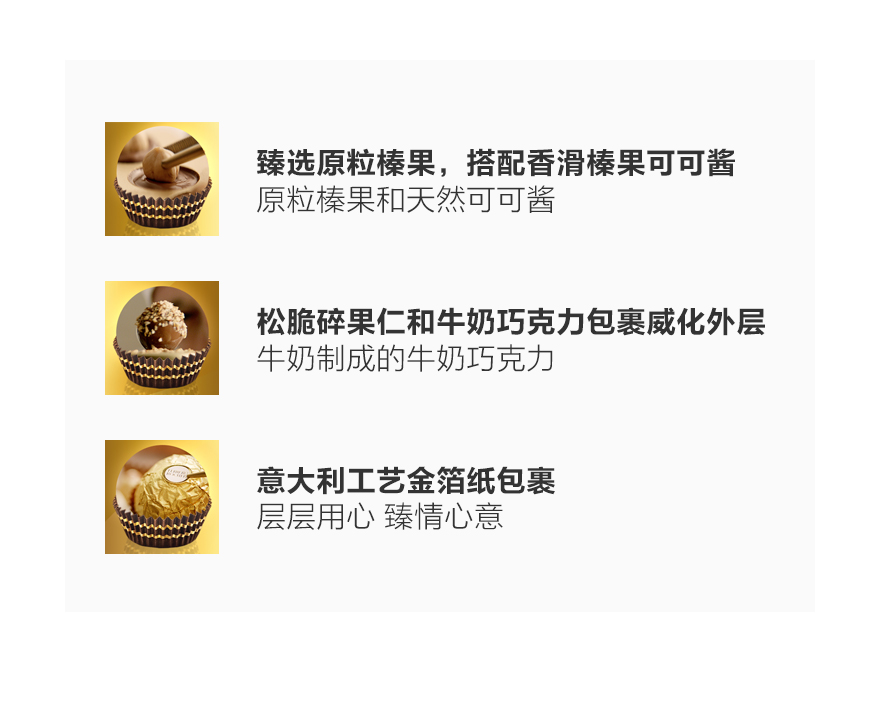 臻选原粒榛果，搭配香滑榛果可可酱
原粒榛果和天然可可酱
松脆碎果仁和牛奶巧克力包裹威化外层
牛奶制成的牛奶巧克力
意大利工艺金箔纸包裹
层层用心 臻情心意